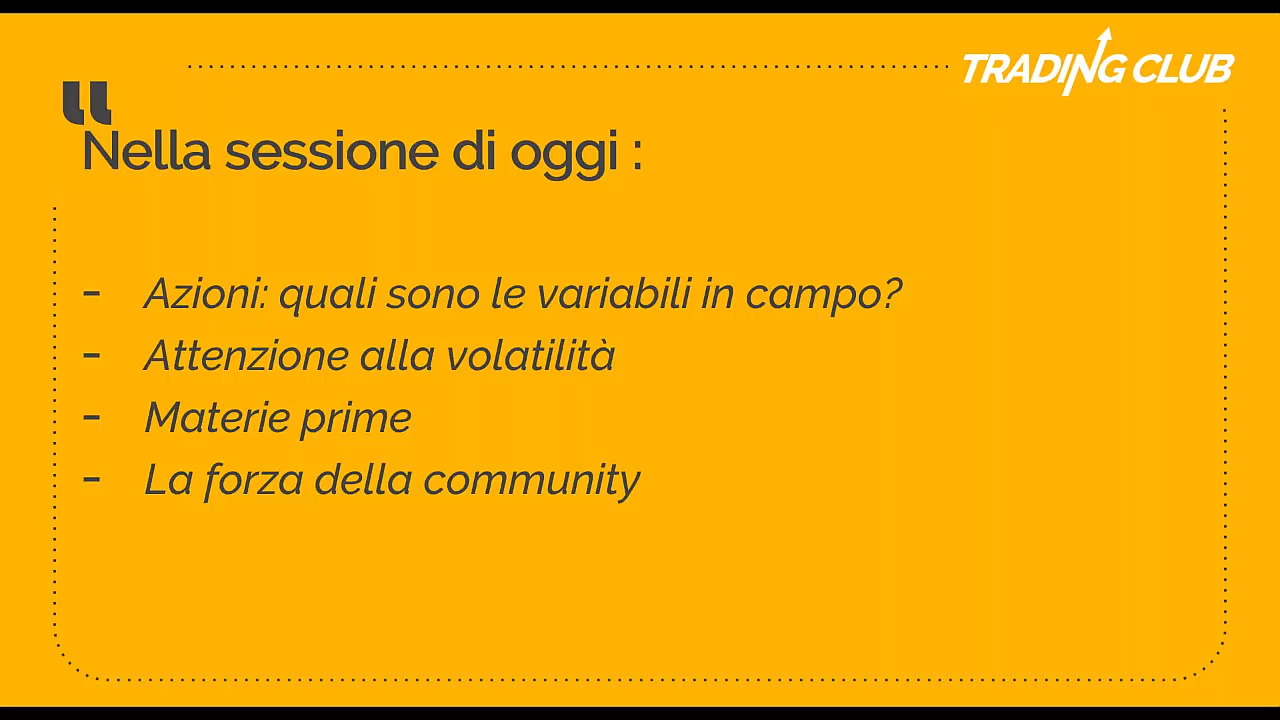 TRADING CLUB
Nella sessione di oggi :
- Azioni: quali sono le variabili in campo?
- Attenzione alla volatilità
- Materie prime
- La forza della community